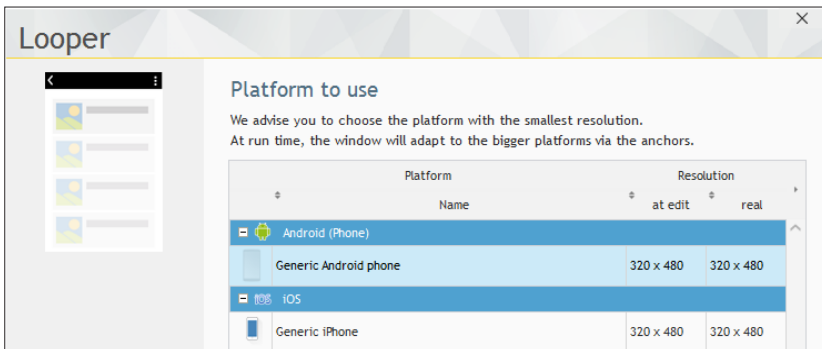 Looper
Platform to use
We advise you to choose the platform with the smallest resolution.
At run time, the window will adapt to the bigger platforms via the anchors.
Platform Resolution
Name at edit real
Android (Phone)
Generic Android phone 320 x 480 320 x 480
iOS iOS
Generic iPhone 320 x 480 320 x 480